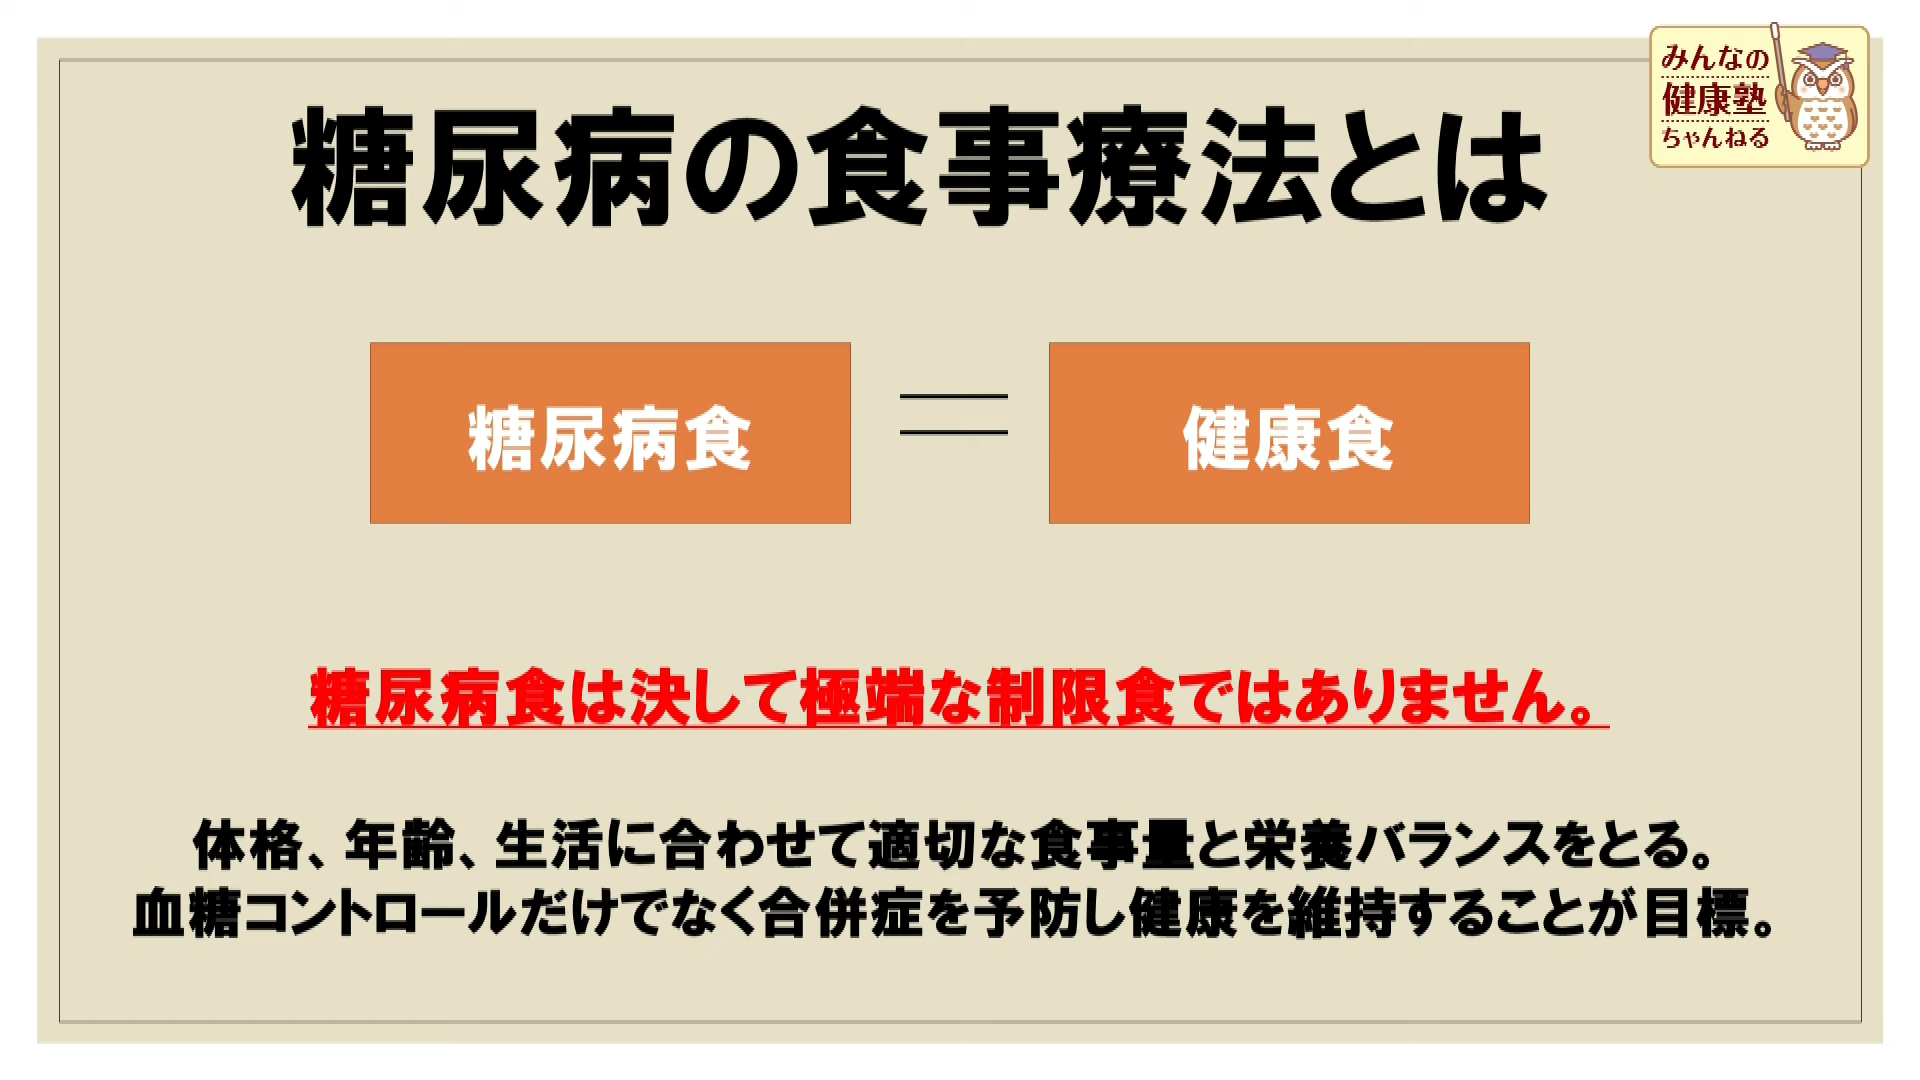 みんなの
健康塾
ちゃんねる
糖尿病の食事療法とは
糖尿病食
健康食
糖尿病食は決して極端な制限食ではありません。
体格、年齢、生活に合わせて適切な食事量と栄養バランスをとる。
血糖コントロールだけでなく合併症を予防し健康を維持することが目標。